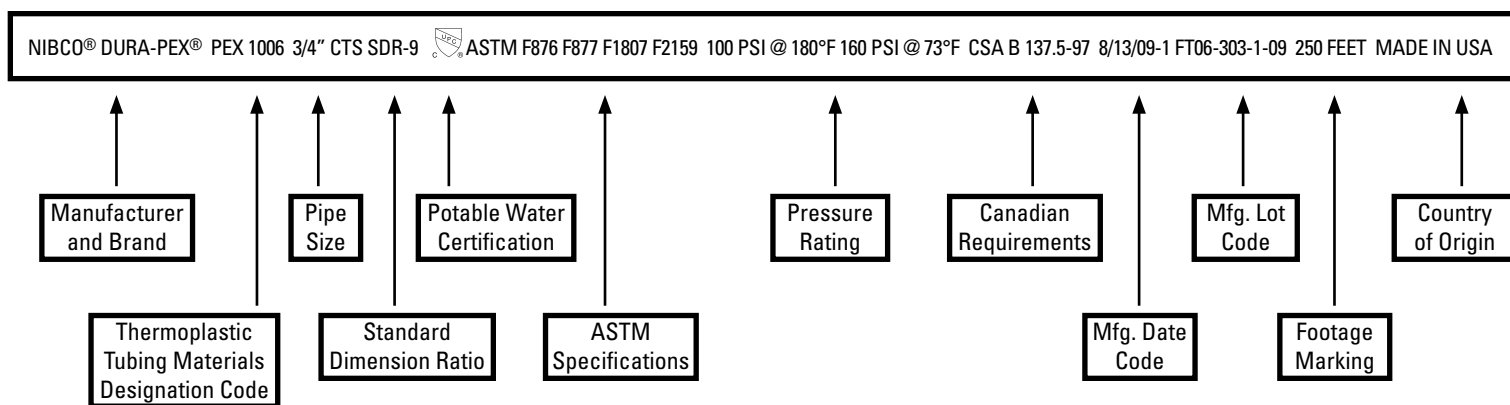 NIBCO® DURA-PEX® PEX 1006 3/4" CTS SDR-9 UPC C ® ASTM F876 F877 F1807 F2159 100 PSI @ 180°F 160 PSI @ 73°F CSA B 137.5-97 8/13/09-1 FT06-303-1-09 250 FEET MADE IN USA
Manufacturer
and Brand
Pipe
Size
Potable Water
Certification
Pressure
Rating
Canadian
Requirements
Mfg. Lot
Code
Country
of Origin
Thermoplastic
Tubing Materials
Designation Code
Standard
Dimension Ratio
ASTM
Specifications
Mfg. Date
Code
Footage
Marking